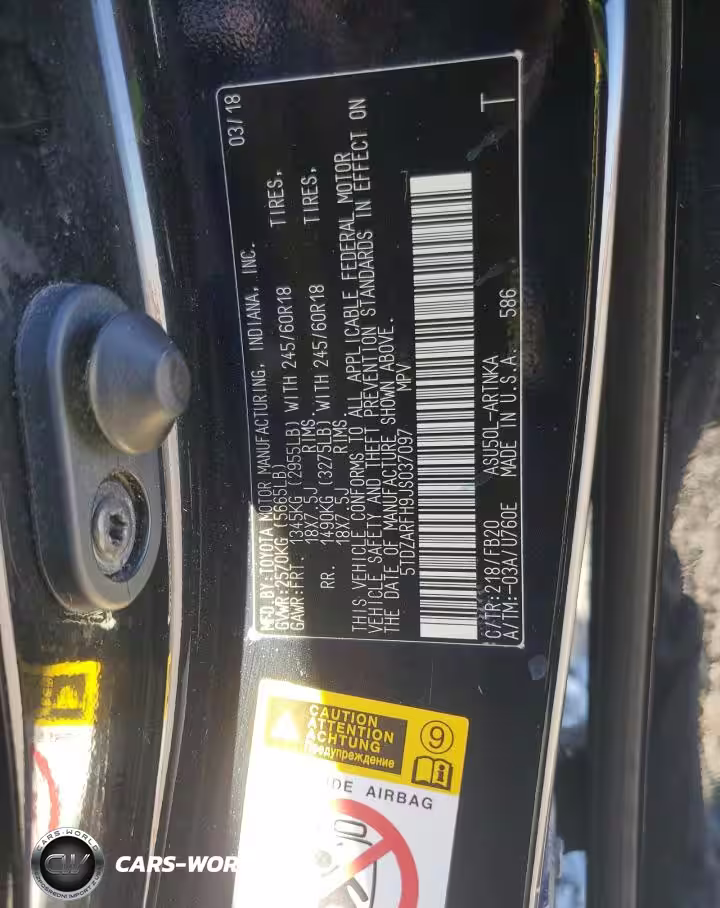 MFD.BY:TOYOTA MOTOR MANUFACTURING, INDIANA, INC. 03/18
GVWR:2570KG (5665LB)
GAWR:FRT. 1345KG (2955LB) WITH 245/60R18 TIRES,
18X7.5J RIMS
RR. 1490KG (3275LB) WITH 245/60R18 TIRES,
18X7.5J RIMS.
THIS VEHICLE CONFORMS TO ALL APPLICABLE FEDERAL MOTOR
VEHICLE SAFETY AND THEFT PREVENTION STANDARDS IN EFFECT ON
THE DATE OF MANUFACTURE SHOWN ABOVE.
5TDZARFH9JS037097 MPV
C/TR:218/FB20 ASU50L-ARTNKA T
A/TM:-03A/U760E MADE IN U.S.A. 586
CAUTION
ATTENTION
ACHTUNG
Предупреждение
9
i
IDE AIRBAG
CARS-WORLD
CW
CARS-WOR